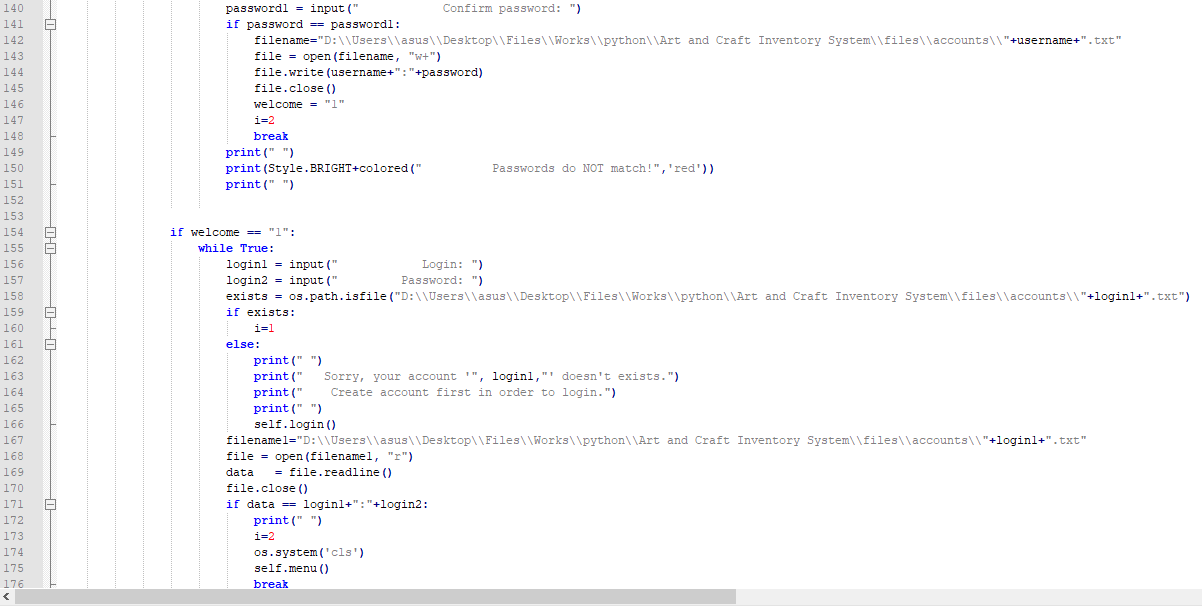 140 password1 = input("               Confirm password: ")
141 if password == password1:
142 filename="D:\\Users\\asus\\Desktop\\Files\\Works\\python\\Art and Craft Inventory System\\files\\accounts\\"+username+".txt"
143 file = open(filename, "w+")
144 file.write(username+":"+password)
145 file.close()
146 welcome = "1"
147 i=2
148 break
149 print(" ")
150 print(Style.BRIGHT+colored("          Passwords do NOT match!",'red'))
151 print(" ")
152
153
154 if welcome == "1":
155 while True:
156 login1 = input("            Login: ")
157 login2 = input("         Password: ")
158 exists = os.path.isfile("D:\\Users\\asus\\Desktop\\Files\\Works\\python\\Art and Craft Inventory System\\files\\accounts\\"+login1+".txt")
159 if exists:
160 i=1
161 else:
162 print(" ")
163 print("   Sorry, your account '", login1,"' doesn't exists.")
164 print("    Create account first in order to login.")
165 print(" ")
166 self.login()
167 filename1="D:\\Users\\asus\\Desktop\\Files\\Works\\python\\Art and Craft Inventory System\\files\\accounts\\"+login1+".txt"
168 file = open(filename1, "r")
169 data   = file.readline()
170 file.close()
171 if data == login1+":"+login2:
172 print(" ")
173 i=2
174 os.system('cls')
175 self.menu()
176 break